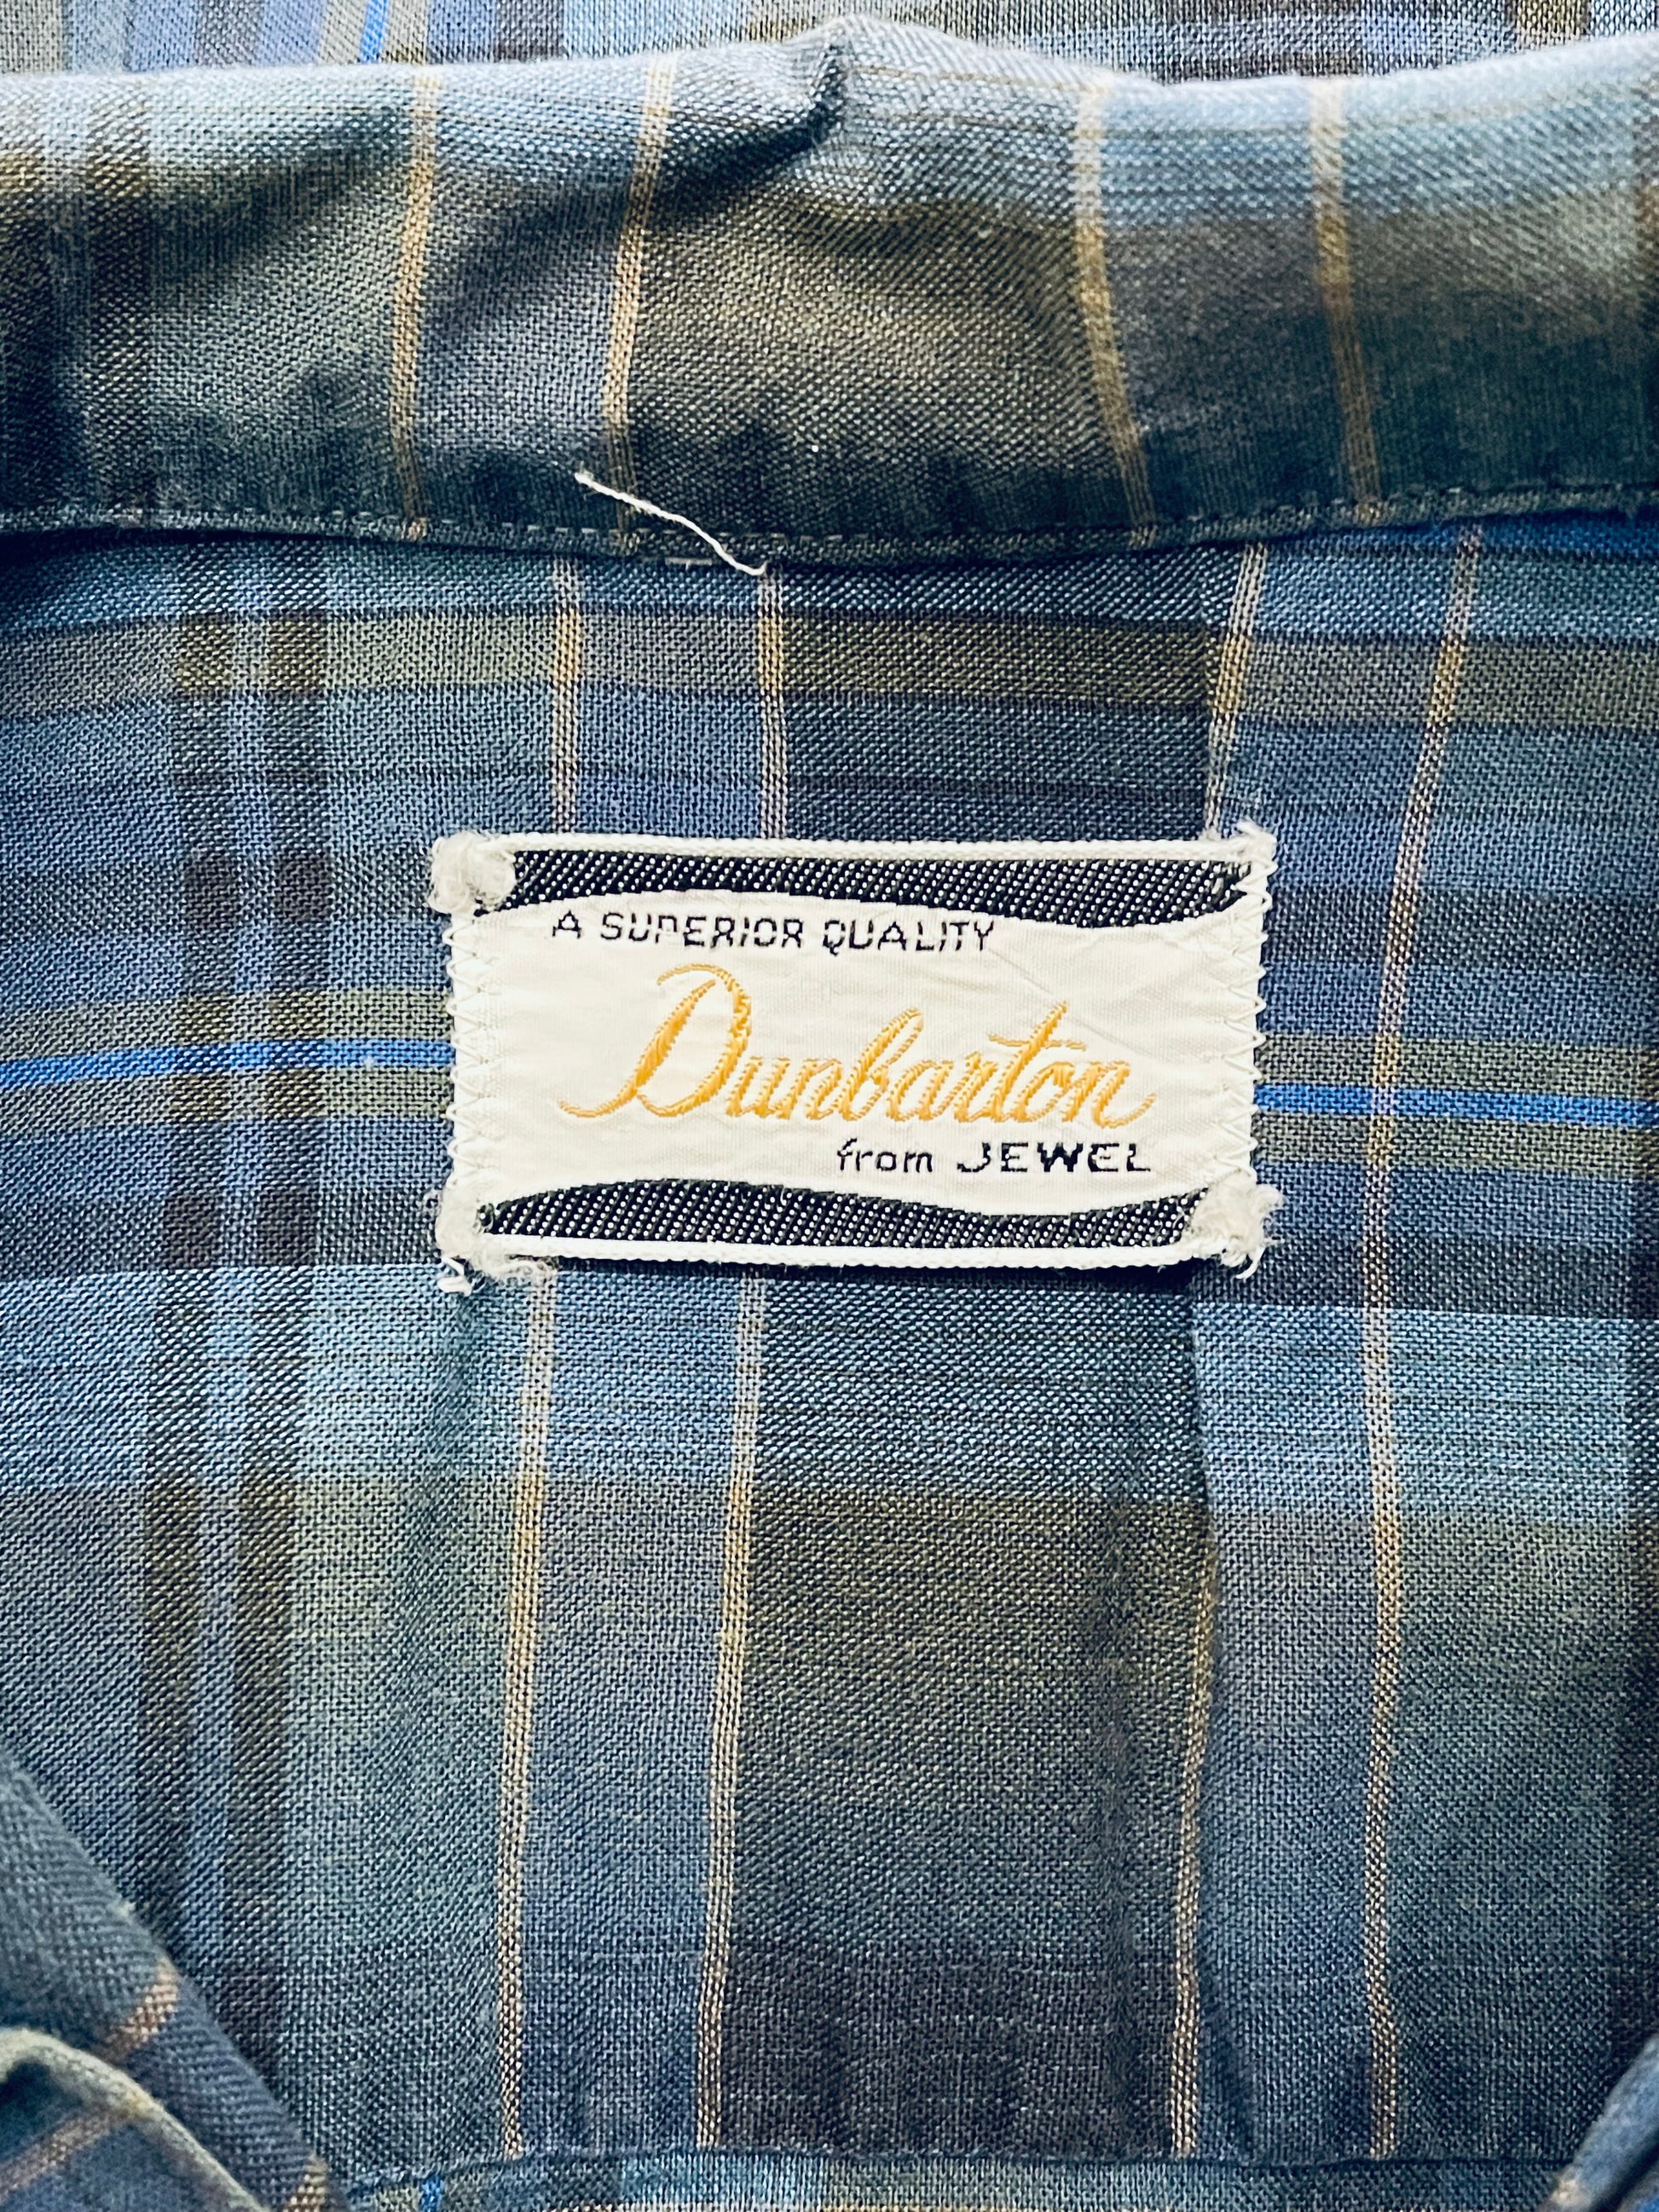 A SUPERIOR QUALITY
Dunbarton
from JEWEL